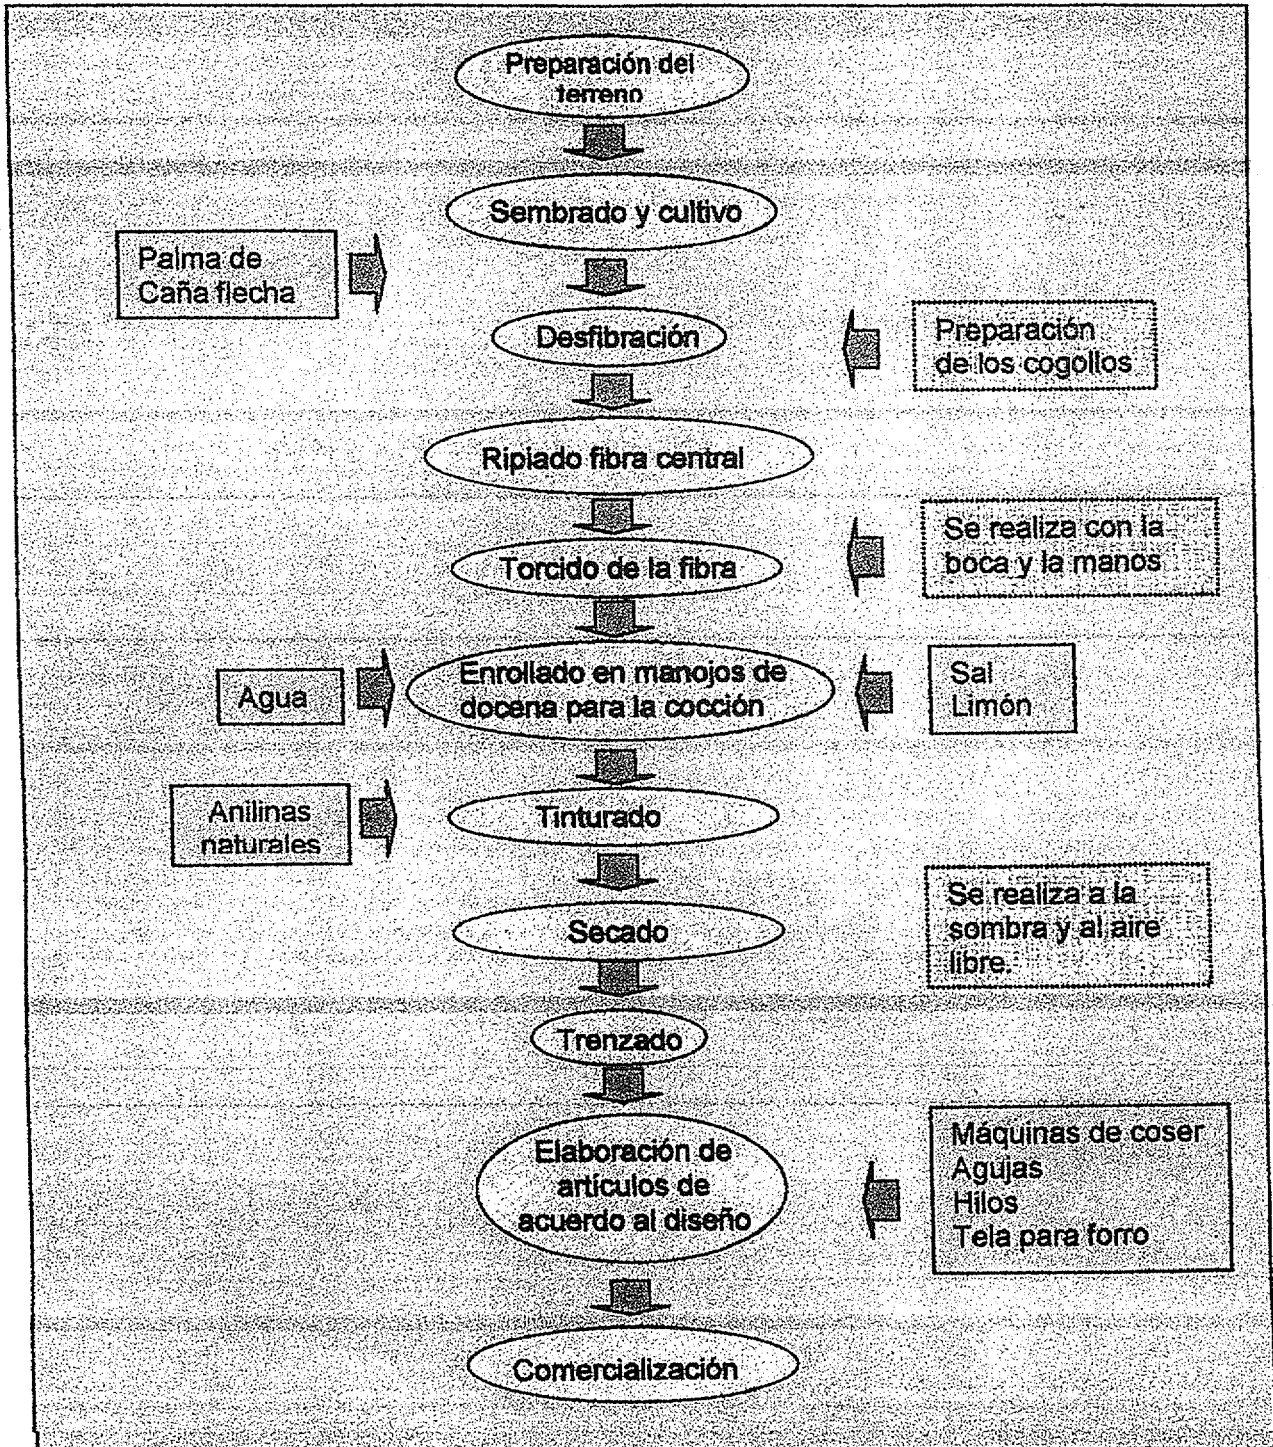 Preparación del
terreno
Sembrado y cultivo
Palma de
Caña flecha
Desfibración
Preparación
de los cogollos
Ripiado fibra central
Torcido de la fibra
Se realiza con la
boca y la manos
Agua
Enrollado en manojos de
docena para la cocción
Sal
Limón
Anilinas
naturales
Tinturado
Secado
Se realiza a la
sombra y al aire
libre.
Trenzado
Elaboración de
artículos de
acuerdo al diseño
Máquinas de coser
Agujas
Hilos
Tela para forro
Comercialización